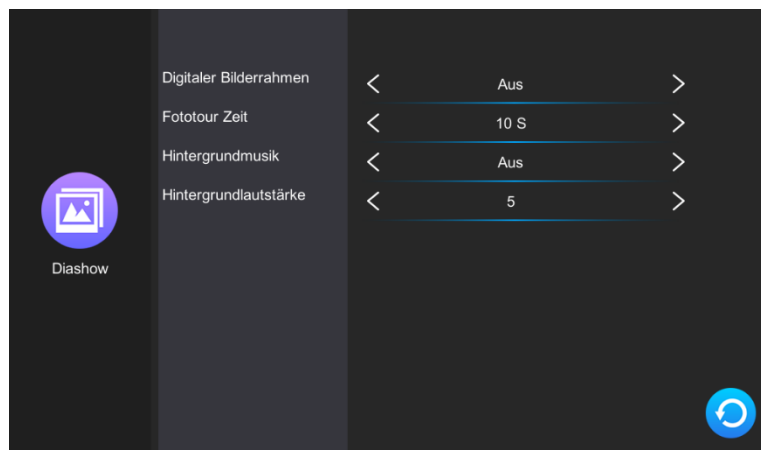 Digitaler Bilderrahmen
Aus
Fototour Zeit
10 S
Hintergrundmusik
Aus
Hintergrundlautstärke
5
Diashow